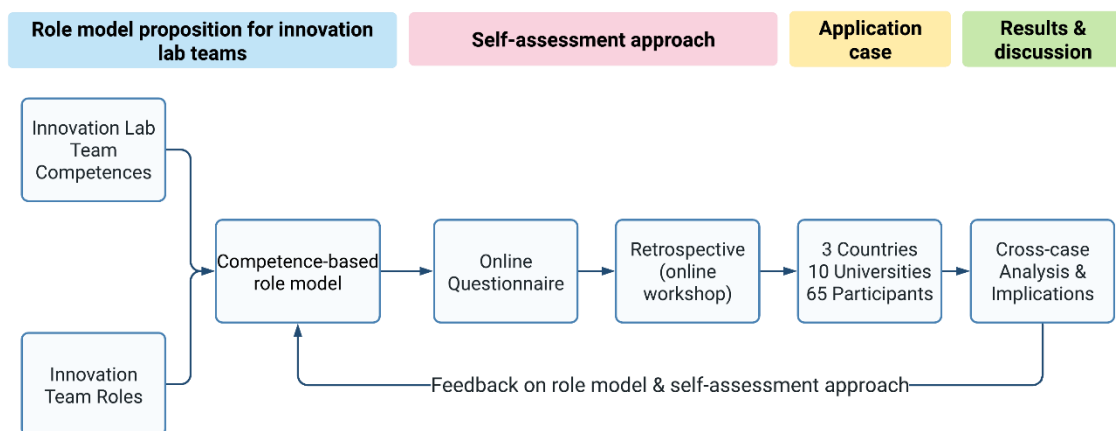 Role model proposition for innovation
lab teams
Self-assessment approach
Application
case
Results &
discussion
Innovation Lab
Team
Competences
Competence-based
role model
Online
Questionnaire
Retrospective
(online
workshop)
3 Countries
10 Universities
65 Participants
Cross-case
Analysis &
Implications
Innovation
Team Roles
Feedback on role model & self-assessment approach